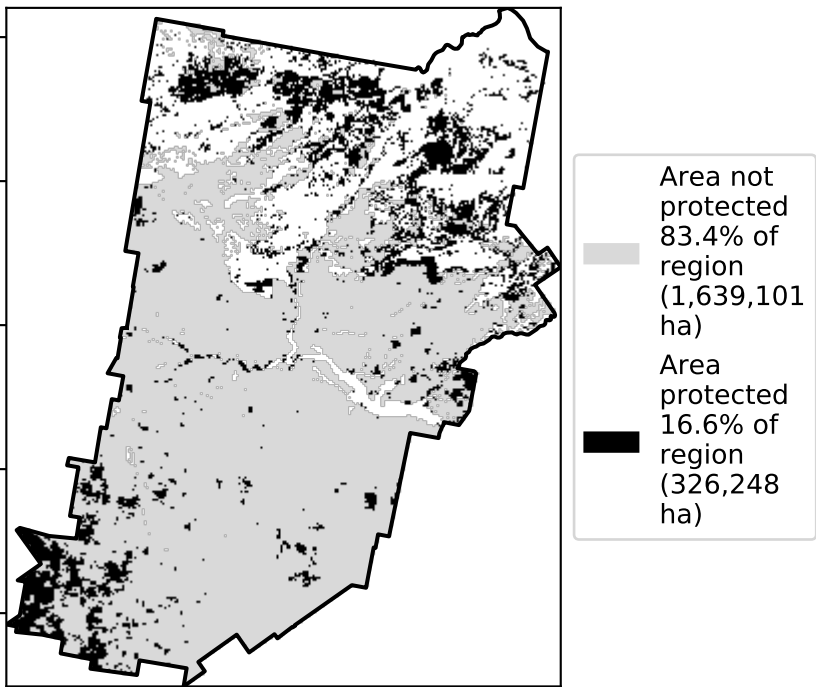 Area not
protected
83.4% of
region
(1,639,101
ha)
Area
protected
16.6% of
region
(326,248
ha)